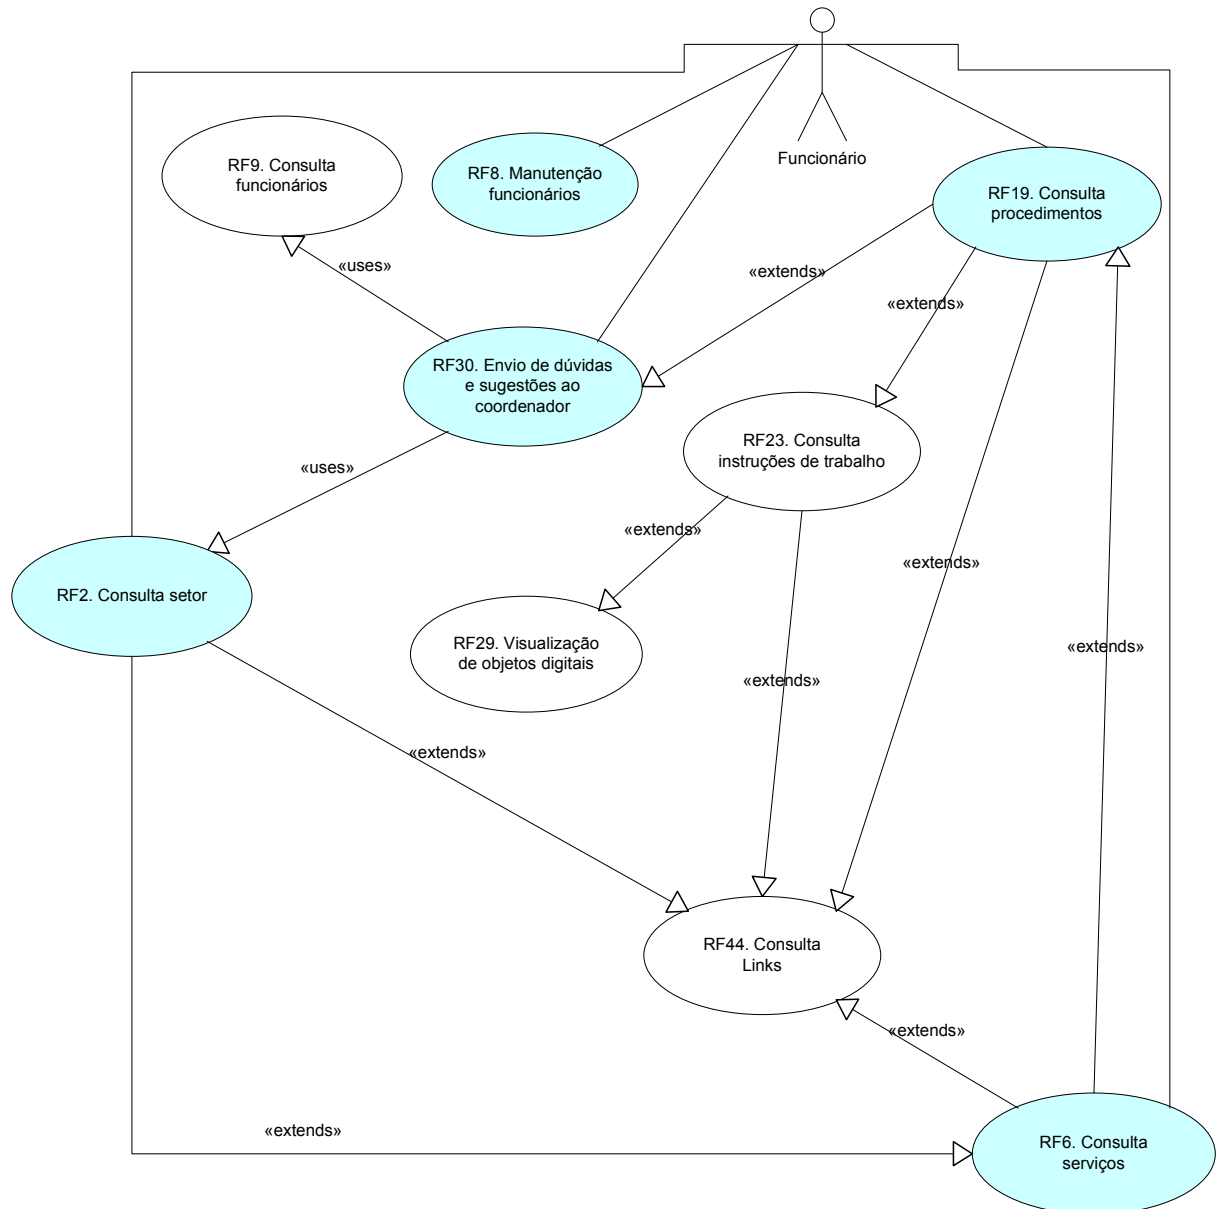 RF9. Consulta
funcionários
RF8. Manutenção
funcionários
Funcionário
RF19. Consulta
procedimentos
«uses»
«extends»
«extends»
RF30. Envio de dúvidas
e sugestões ao
coordenador
RF23. Consulta
instruções de trabalho
«uses»
«extends»
«extends»
RF2. Consulta setor
RF29. Visualização
de objetos digitais
«extends»
«extends»
«extends»
RF44. Consulta
Links
«extends»
«extends»
RF6. Consulta
serviços